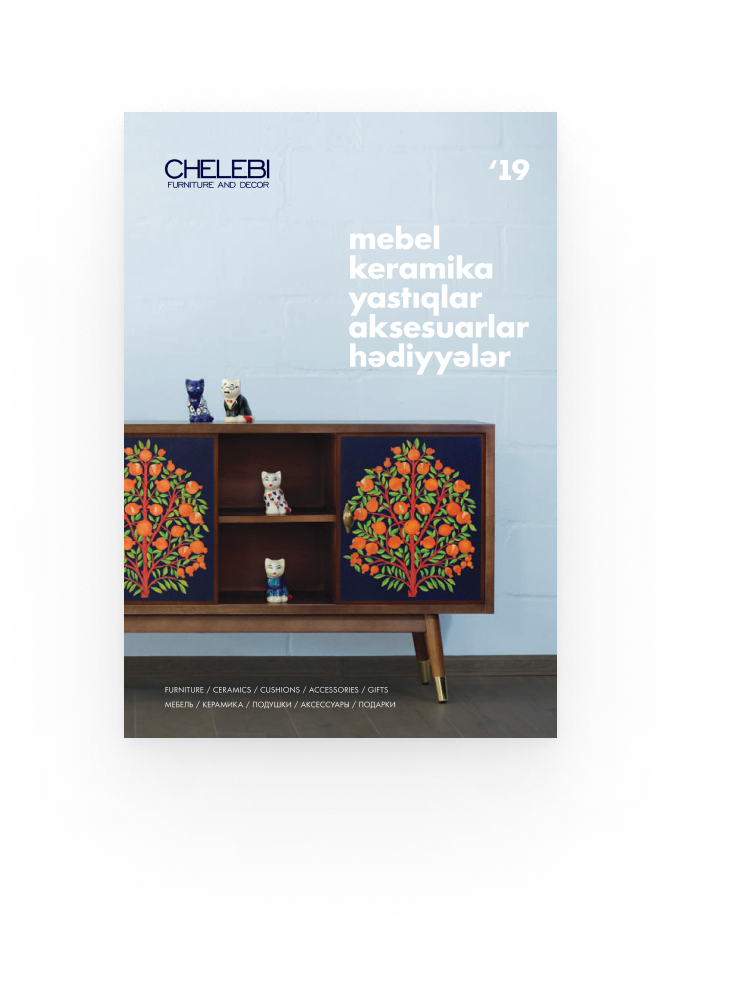 CHELEBI
FURNITURE AND DECOR
‘19
mebel
keramika
yastıqlar
aksesuarlar
hədiyyələr
FURNITURE / CERAMICS / CUSHIONS / ACCESSORIES / GIFTS
МЕБЕЛЬ / КЕРАМИКА / ПОДУШКИ / АКСЕССУАРЫ / ПОДАРКИ